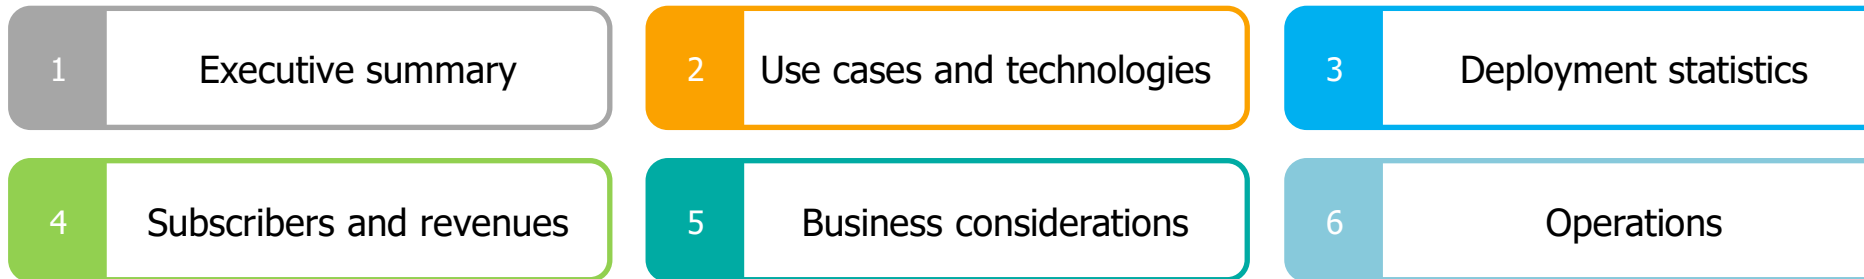 1 Executive summary
2 Use cases and technologies
3 Deployment statistics
4 Subscribers and revenues
5 Business considerations
6 Operations